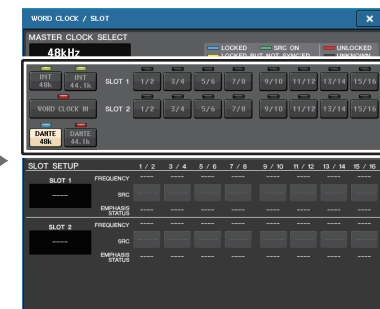 WORD CLOCK / SLOT
MASTER CLOCK SELECT
48kHz
LOCKED SRC ON UNLOCKED
LOCKED BUT NOT SYNC'ED UNKNOWN
INT 48k INT 44.1k SLOT 1 1/2 3/4 5/6 7/8 9/10 11/12 13/14 15/16
WORD CLOCK IN SLOT 2 1/2 3/4 5/6 7/8 9/10 11/12 13/14 15/16
DANTE 48k DANTE 44.1k
SLOT SETUP 1 / 2 3 / 4 5 / 6 7 / 8 9 / 10 11 / 12 13 / 14 15 / 16
SLOT 1 FREQUENCY ---- ---- ---- ---- ---- ---- ---- ----
---- SRC ---- ---- ---- ---- ---- ---- ---- ----
EMPHASIS STATUS ---- ---- ---- ---- ---- ---- ---- ----
SLOT 2 FREQUENCY ---- ---- ---- ---- ---- ---- ---- ----
---- SRC ---- ---- ---- ---- ---- ---- ---- ----
EMPHASIS STATUS ---- ---- ---- ---- ---- ---- ---- ----